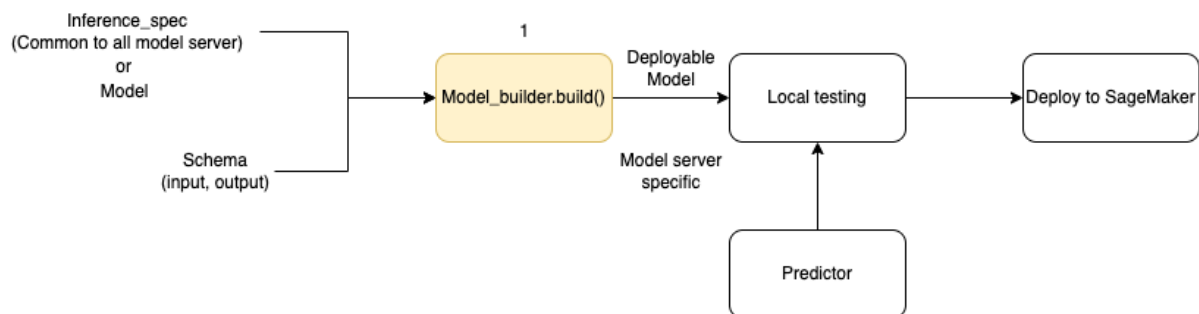 Inference_spec
(Common to all model server)
or
Model
Schema
(input, output)
1
Model_builder.build()
Deployable
Model
Model server
specific
Local testing
Predictor
Deploy to SageMaker